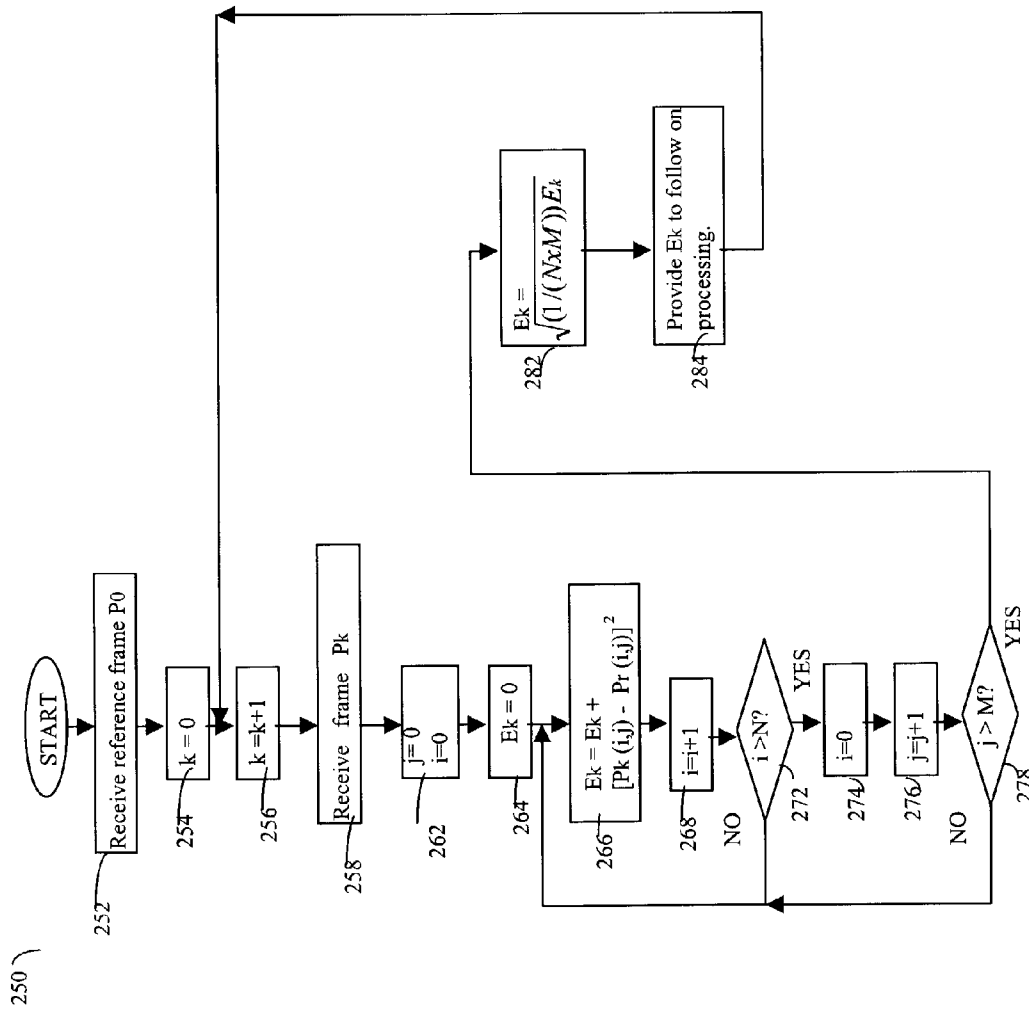 250
START
252
Receive reference frame P0
254
k = 0
256
k=k+1
258
Receive frame Pk
262
j= 0
i=0
264
Ek = 0
266
Ek = Ek +
[Pk (i,j) - Pr (i,j)]²
268
i=i+1
NO
i >N?
YES
272
274
i=0
276
j=j+1
NO
j > M?
YES
278
282
Ek =
√(1/((NxM))Ek
284
Provide Ek to follow on
processing.